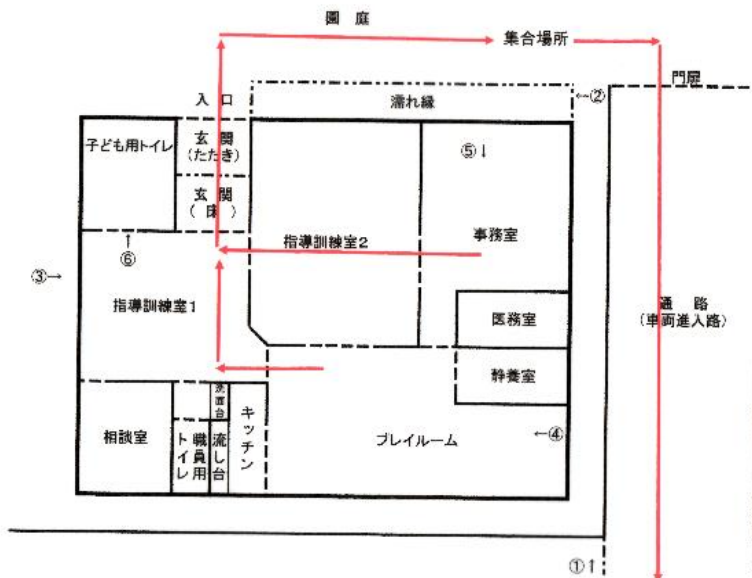 園 庭
集合場所
門扉
入 口
濡れ縁
←②
子ども用トイレ
玄 関
(たたき)
⑤↓
玄 関
( 床 )
指導訓練室2
事務室
↑
⑥
③→
指導訓練室1
医務室
通 路
(車両進入路)
静養室
相談室
洗面台
キッチン
職員用
トイレ
流し台
プレイルーム
←④
①↑